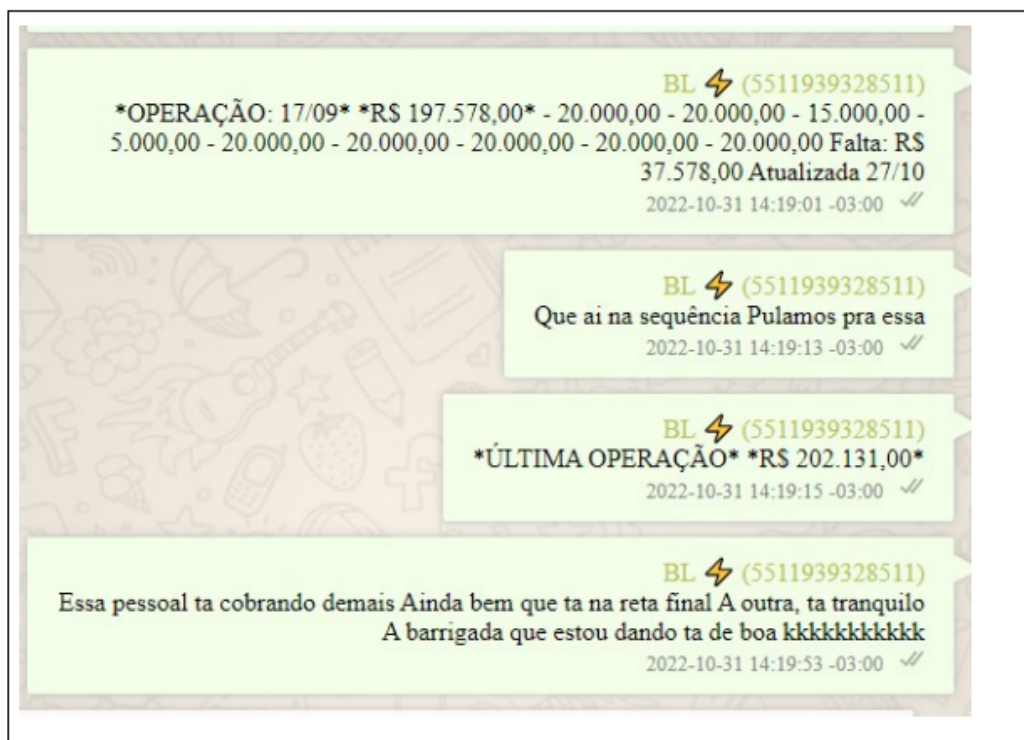 BL ⚡ (5511939328511)
*OPERAÇÃO: 17/09* *R$ 197.578,00* - 20.000,00 - 20.000,00 - 15.000,00 -
5.000,00 - 20.000,00 - 20.000,00 - 20.000,00 - 20.000,00 - 20.000,00 Falta: R$
37.578,00 Atualizada 27/10
2022-10-31 14:19:01 -03:00
BL ⚡ (5511939328511)
Que ai na sequência Pulamos pra essa
2022-10-31 14:19:13 -03:00
BL ⚡ (5511939328511)
*ÚLTIMA OPERAÇÃO* *R$ 202.131,00*
2022-10-31 14:19:15 -03:00
BL ⚡ (5511939328511)
Essa pessoal ta cobrando demais Ainda bem que ta na reta final A outra, ta tranquilo
A barrigada que estou dando ta de boa kkkkkkkkkkk
2022-10-31 14:19:53 -03:00